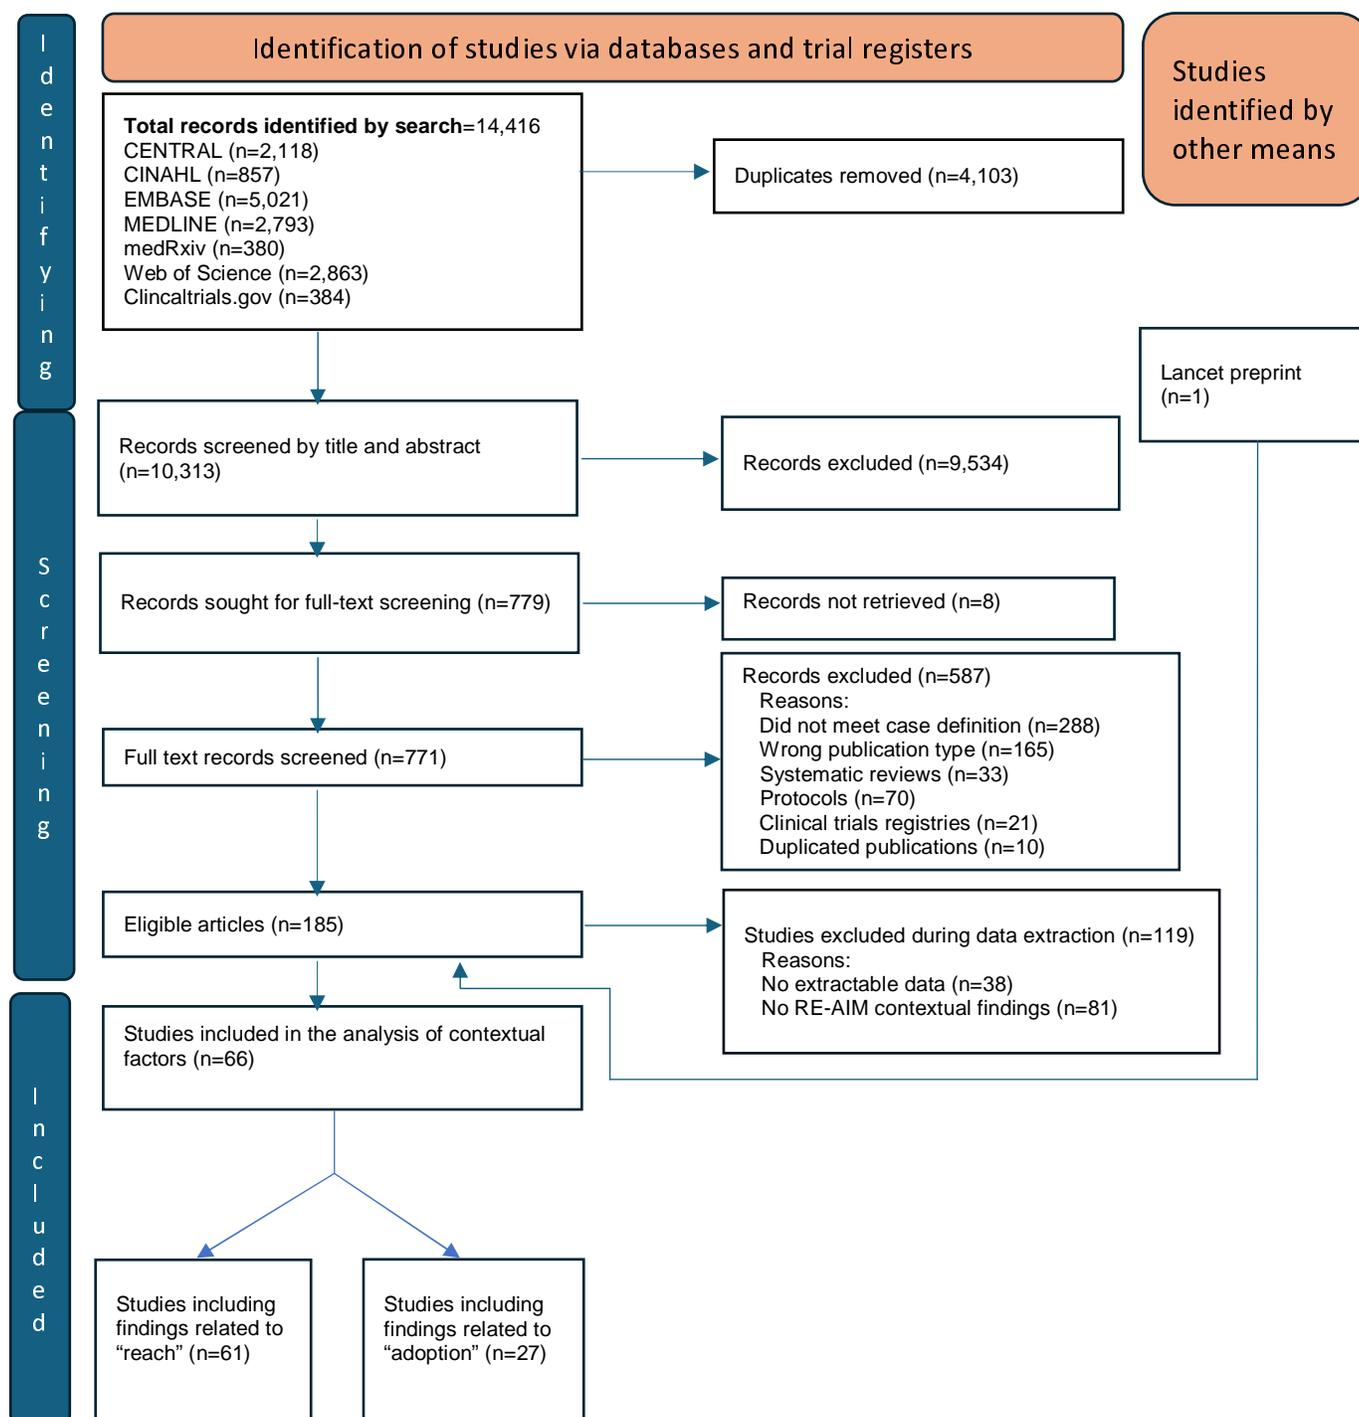 Identifying
Identification of studies via databases and trial registers
Studies
identified by
other means
Total records identified by search=14,416
CENTRAL (n=2,118)
CINAHL (n=857)
EMBASE (n=5,021)
MEDLINE (n=2,793)
medRxiv (n=380)
Web of Science (n=2,863)
Clincaltrials.gov (n=384)
Duplicates removed (n=4,103)
Lancet preprint
(n=1)
Screening
Records screened by title and abstract
(n=10,313)
Records excluded (n=9,534)
Records sought for full-text screening (n=779)
Records not retrieved (n=8)
Full text records screened (n=771)
Records excluded (n=587)
Reasons:
Did not meet case definition (n=288)
Wrong publication type (n=165)
Systematic reviews (n=33)
Protocols (n=70)
Clinical trials registries (n=21)
Duplicated publications (n=10)
Eligible articles (n=185)
Studies excluded during data extraction (n=119)
Reasons:
No extractable data (n=38)
No RE-AIM contextual findings (n=81)
Included
Studies included in the analysis of contextual
factors (n=66)
Studies including
findings related to
“reach” (n=61)
Studies including
findings related to
“adoption” (n=27)